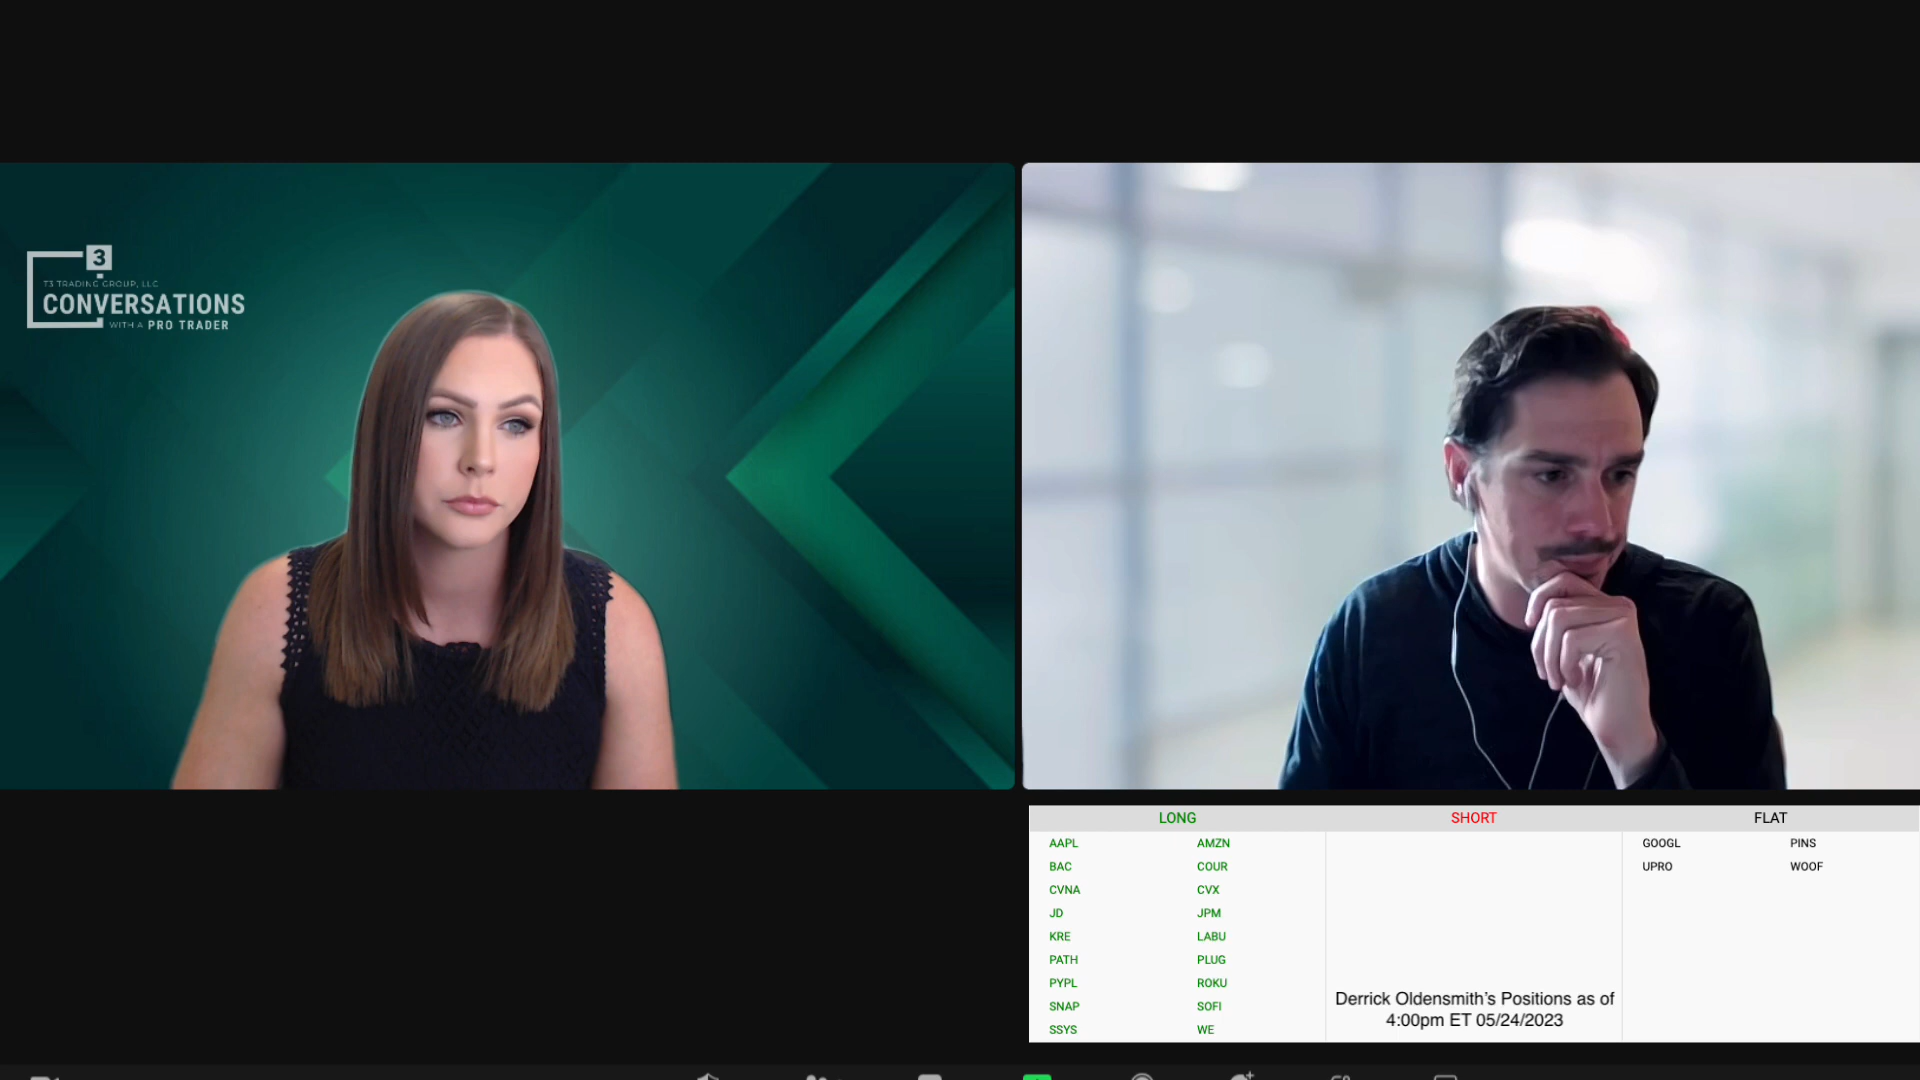 3
T3 TRADING GROUP, LLC
CONVERSATIONS
WITH A PRO TRADER
LONG SHORT FLAT
AAPL AMZN GOOGL PINS
BAC COUR UPRO WOOF
CVNA CVX
JD JPM
KRE LABU
PATH PLUG
PYPL ROKU
SNAP SOFI
SSYS WE
Derrick Oldensmith’s Positions as of
4:00pm ET 05/24/2023